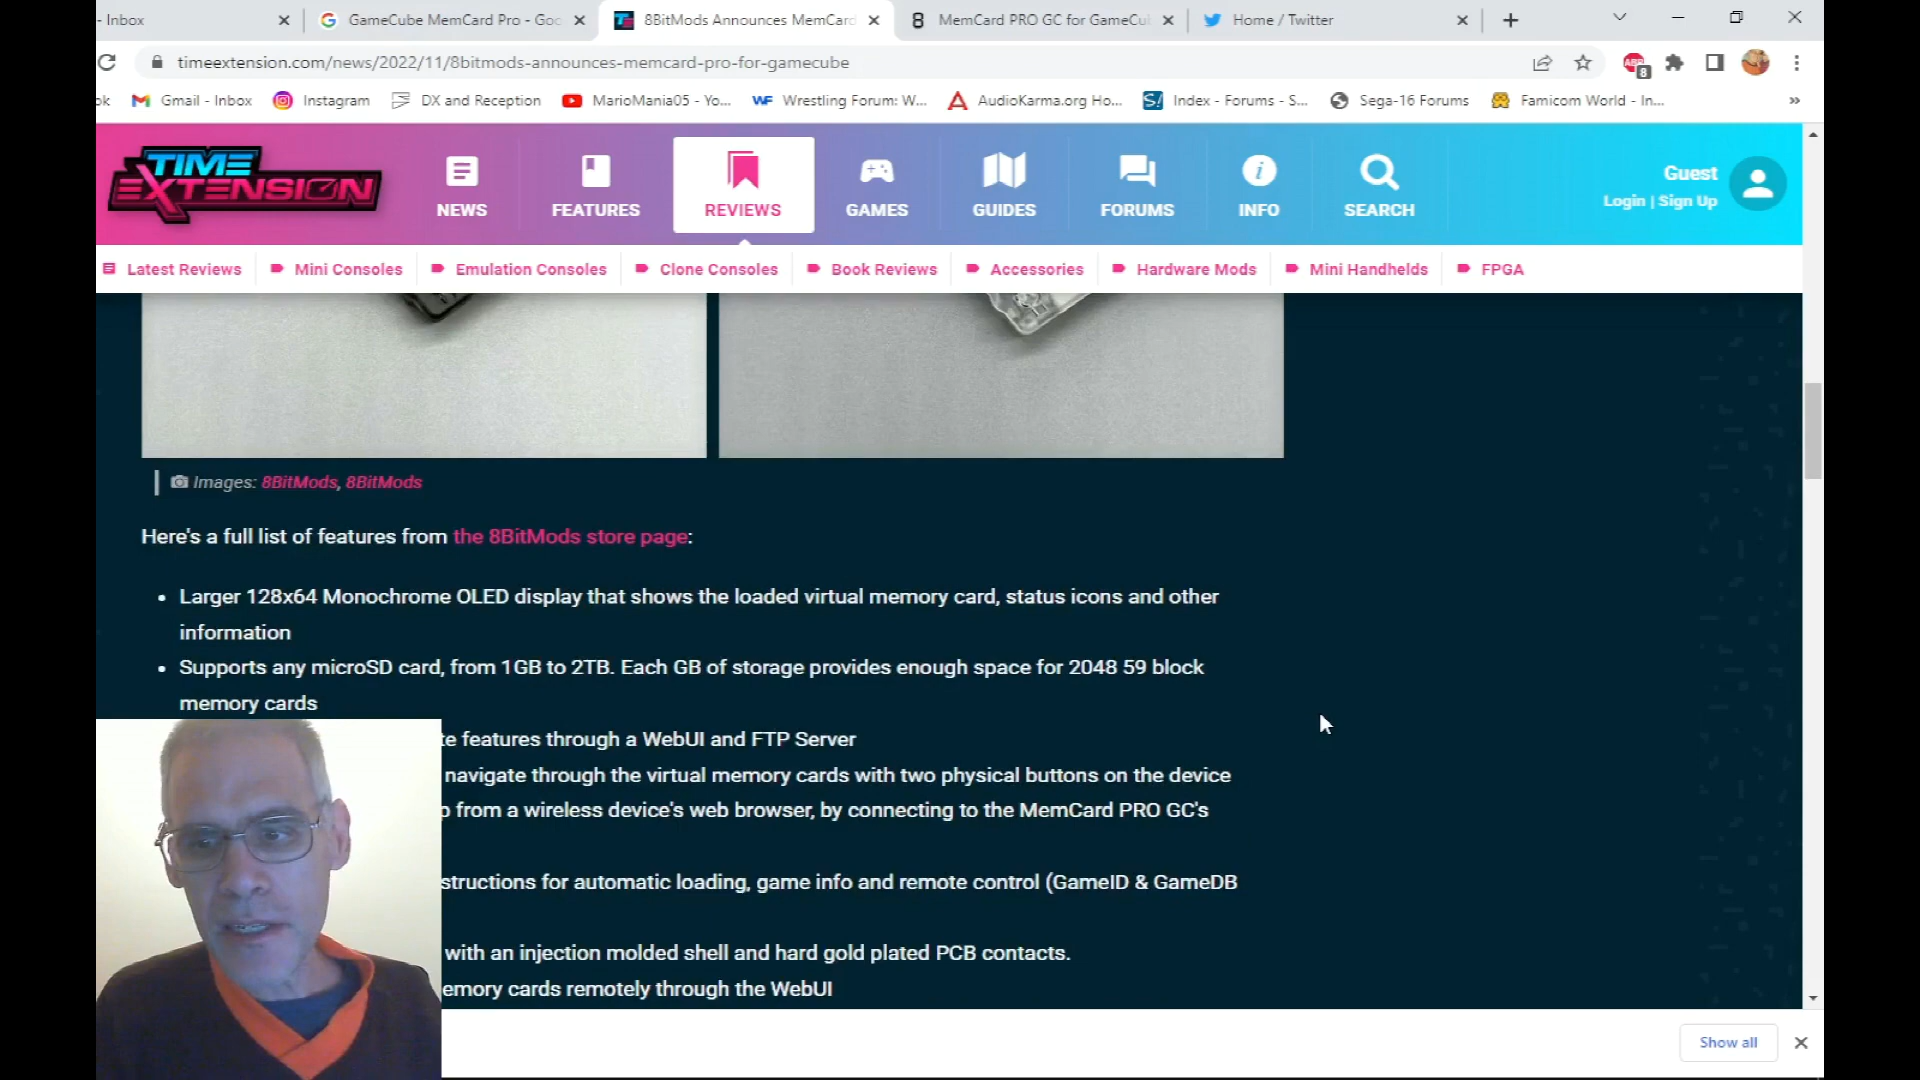 - Inbox
GameCube MemCard Pro - Goo
8BitMods Announces MemCard
MemCard PRO GC for GameCu
Home / Twitter
timeextension.com/news/2022/11/8bitmods-announces-memcard-pro-for-gamecube
8
ok
Gmail - Inbox
Instagram
DX and Reception
MarioMania05 - Yo...
WF Wrestling Forum: W...
AudioKarma.org Ho...
S! Index - Forums - S...
Sega-16 Forums
Famicom World - In...
»
TIME EXTENSION
NEWS
FEATURES
REVIEWS
GAMES
GUIDES
FORUMS
INFO
SEARCH
Guest
Login | Sign Up
Latest Reviews
Mini Consoles
Emulation Consoles
Clone Consoles
Book Reviews
Accessories
Hardware Mods
Mini Handhelds
FPGA
Images: 8BitMods, 8BitMods
Here's a full list of features from the 8BitMods store page:
• Larger 128x64 Monochrome OLED display that shows the loaded virtual memory card, status icons and other
information
• Supports any microSD card, from 1GB to 2TB. Each GB of storage provides enough space for 2048 59 block
memory cards
te features through a WebUI and FTP Server
navigate through the virtual memory cards with two physical buttons on the device
from a wireless device's web browser, by connecting to the MemCard PRO GC's
structions for automatic loading, game info and remote control (GameID & GameDB
with an injection molded shell and hard gold plated PCB contacts.
emory cards remotely through the WebUI
Show all